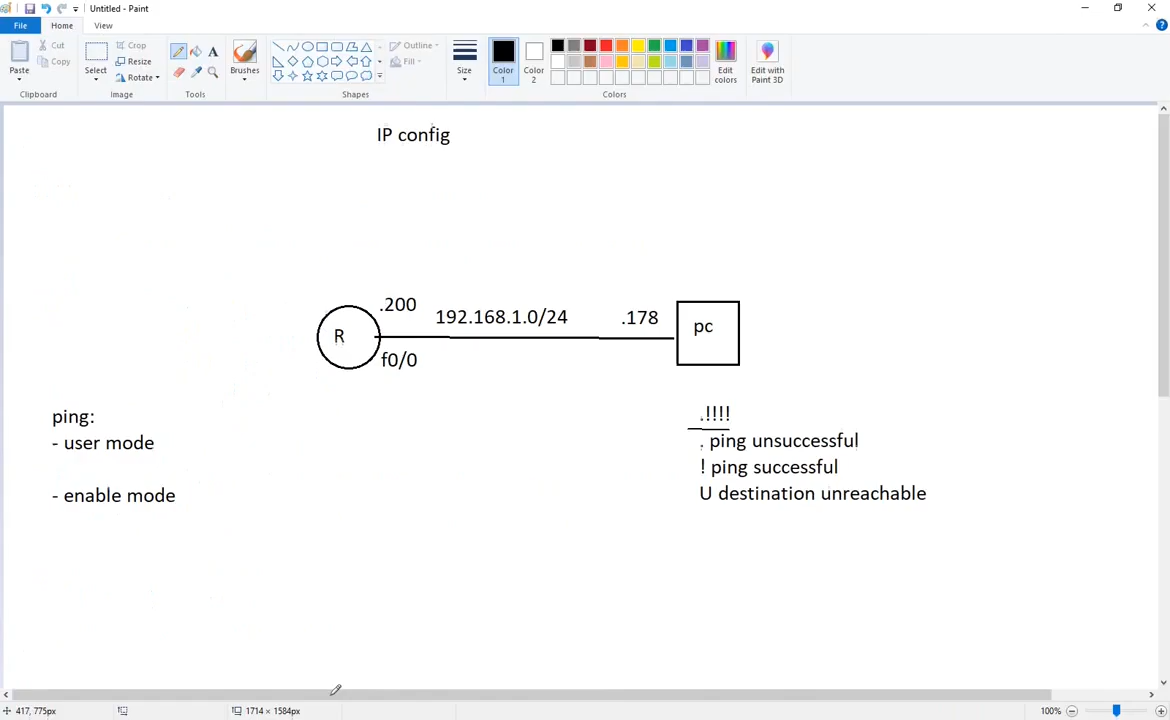 Untitled - Paint
File
Home
View
Paste
Cut
Copy
Clipboard
Select
Crop
Resize
Rotate
Image
A
Tools
Brushes
Outline
Fill
Shapes
Size
Color 1
Color 2
Edit colors
Colors
Edit with Paint 3D
IP config
.200
192.168.1.0/24
.178
R
pc
f0/0
ping:
- user mode
- enable mode
.!!!!
. ping unsuccessful
! ping successful
U destination unreachable
417, 775px
1714 × 1584px
100%